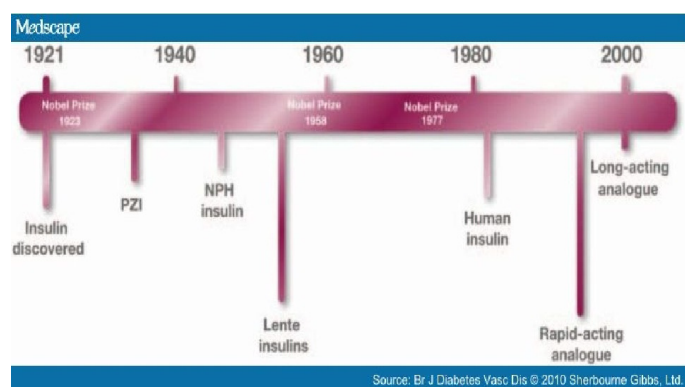 Medscape
1921 1940 1960 1980 2000
Nobel Prize
1923
Nobel Prize
1958
Nobel Prize
1977
Insulin
discovered
PZI
NPH
insulin
Lente
insulins
Human
insulin
Rapid-acting
analogue
Long-acting
analogue
Source: Br J Diabetes Vasc Dis © 2010 Sherbourne Gibbs, Ltd.